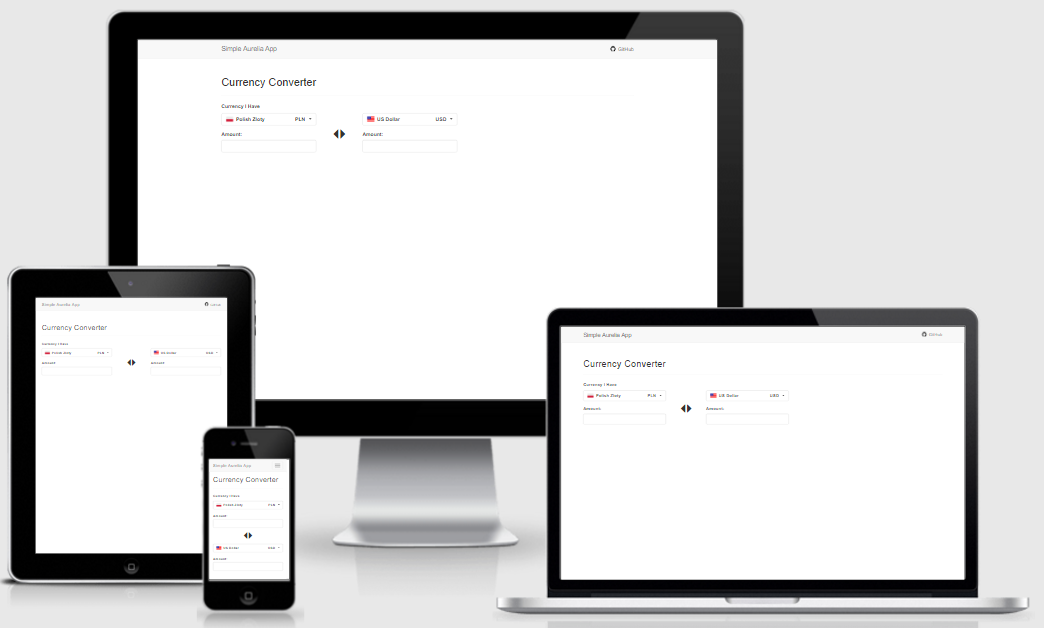 Simple Aurelia App GitHub
Currency Converter
Currency I Have
Polish Zloty PLN US Dollar USD
Amount: Amount:
Simple Aurelia App GitHub
Currency Converter
Currency I Have
Polish Zloty PLN US Dollar USD
Amount: Amount:
Simple Aurelia App
Currency Converter
Currency I Have
Polish Zloty PLN
Amount:
US Dollar USD
Amount:
Simple Aurelia App GitHub
Currency Converter
Currency I Have
Polish Zloty PLN US Dollar USD
Amount: Amount: